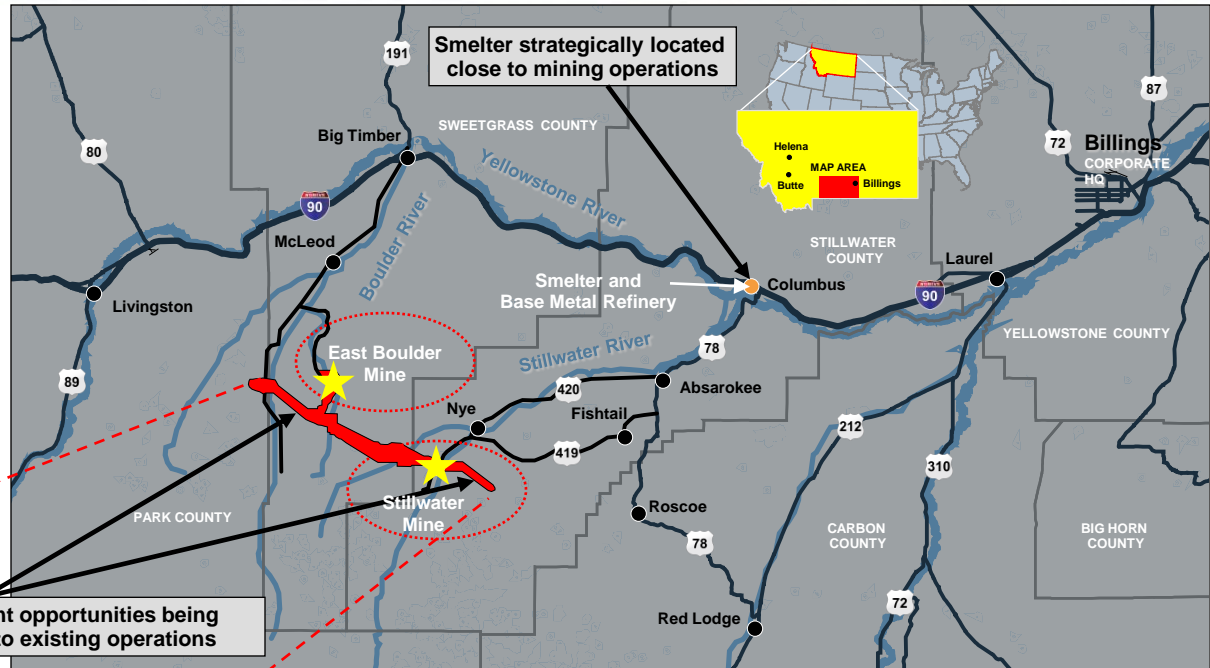 Smelter strategically located
close to mining operations
191
87
80
Big Timber
SWEETGRASS COUNTY
Yellowstone River
72
Billings
CORPORATE
HQ
Helena
MAP AREA
Butte
Billings
90
McLeod
Boulder River
STILLWATER
COUNTY
Laurel
Livingston
Smelter and
Base Metal Refinery
Columbus
90
YELLOWSTONE COUNTY
East Boulder
Mine
Stillwater River
78
89
420
Absarokee
Nye
Fishtail
419
212
310
Stillwater
Mine
PARK COUNTY
Roscoe
CARBON
COUNTY
BIG HORN
COUNTY
78
nt opportunities being
to existing operations
72
Red Lodge